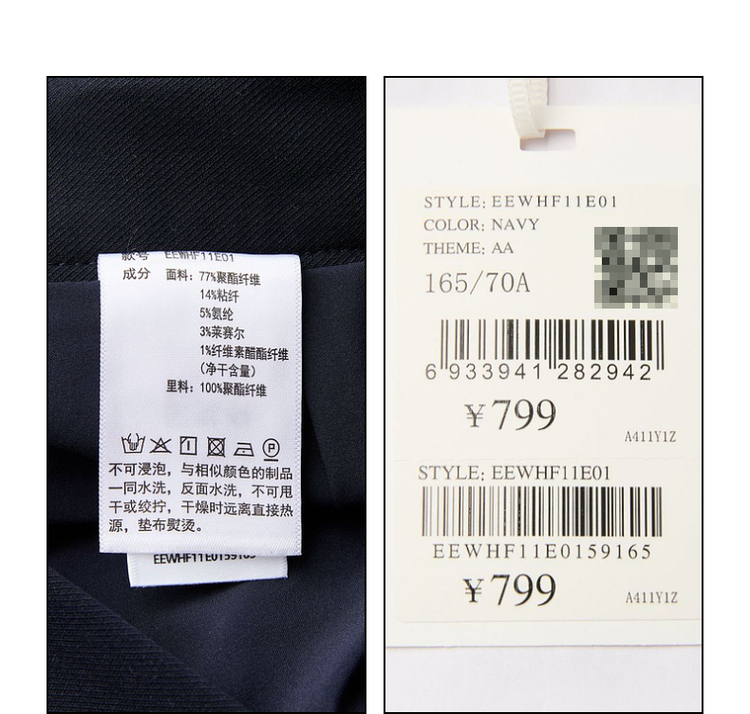 款号 EEWHF11E01
成分 面料：77%聚酯纤维
14%粘纤
5%氨纶
3%莱赛尔
1%纤维素醋酯纤维
（净干含量）
里料：100%聚酯纤维
P
不可浸泡，与相似颜色的制品
一同水洗，反面水洗，不可甩
干或绞拧，干燥时远离直接热
源，垫布熨烫。
EEWHF11E0159165
STYLE: EEWHF11E01
COLOR: NAVY
THEME: AA
165/70A
6 933941 282942
¥799
A411Y1Z
STYLE: EEWHF11E01
EEWHF11E0159165
¥799
A411Y1Z